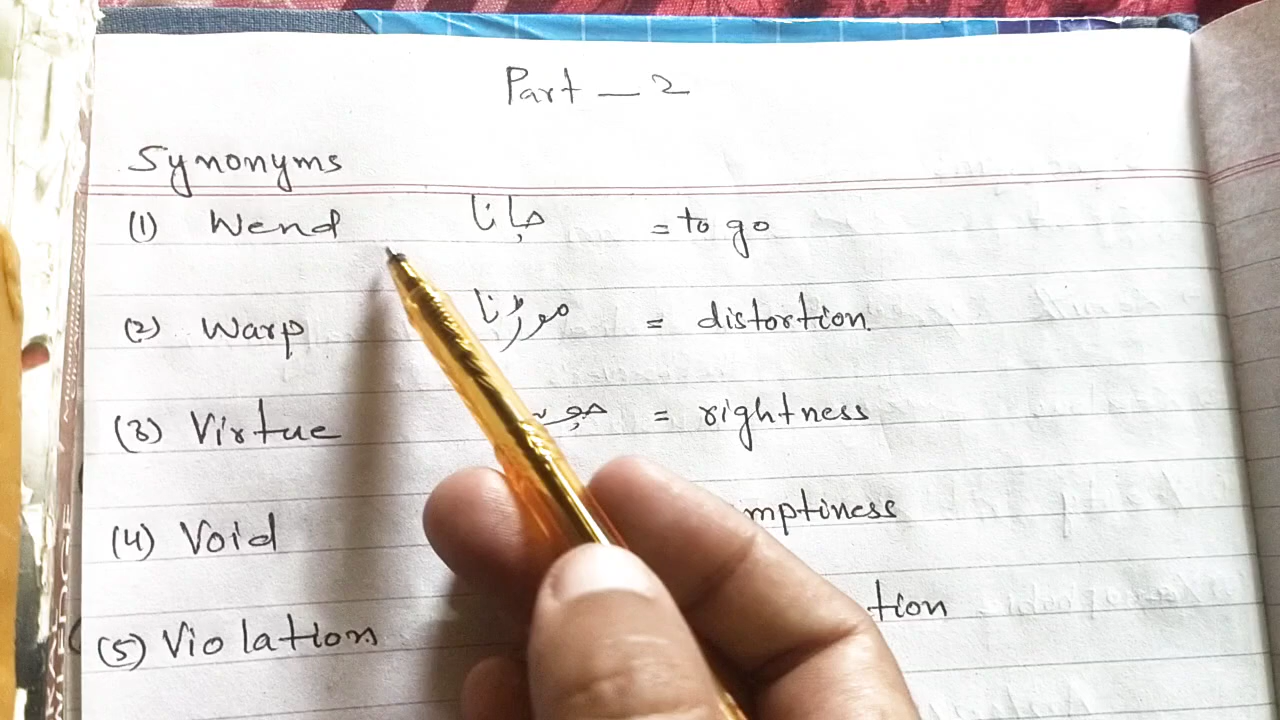 Part — 2
Synonyms
(1) Wend جانا = to go
(2) Warp موڑنا = distortion.
(3) Virtue = rightness
(4) Void mptiness
(5) Violation tion